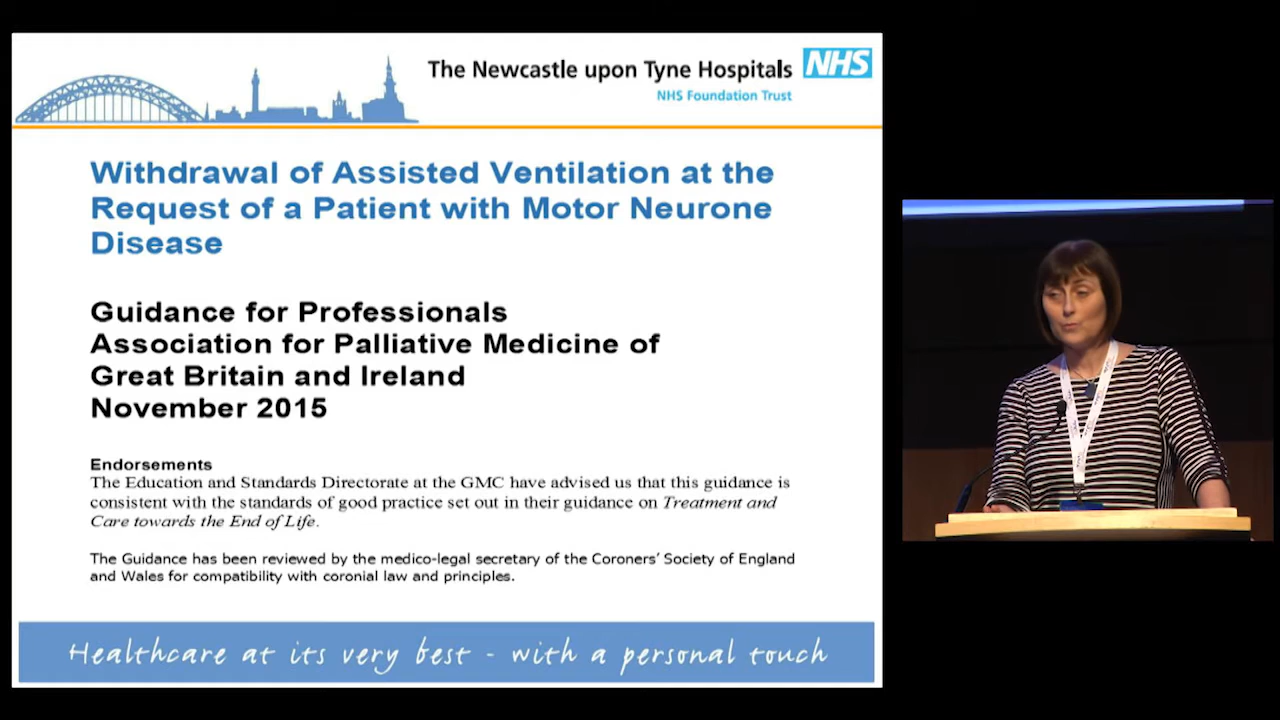 The Newcastle upon Tyne Hospitals NHS
NHS Foundation Trust
Withdrawal of Assisted Ventilation at the
Request of a Patient with Motor Neurone
Disease
Guidance for Professionals
Association for Palliative Medicine of
Great Britain and Ireland
November 2015
Endorsements
The Education and Standards Directorate at the GMC have advised us that this guidance is
consistent with the standards of good practice set out in their guidance on Treatment and
Care towards the End of Life.
The Guidance has been reviewed by the medico-legal secretary of the Coroners' Society of England
and Wales for compatibility with coronial law and principles.
Healthcare at its very best - with a personal touch